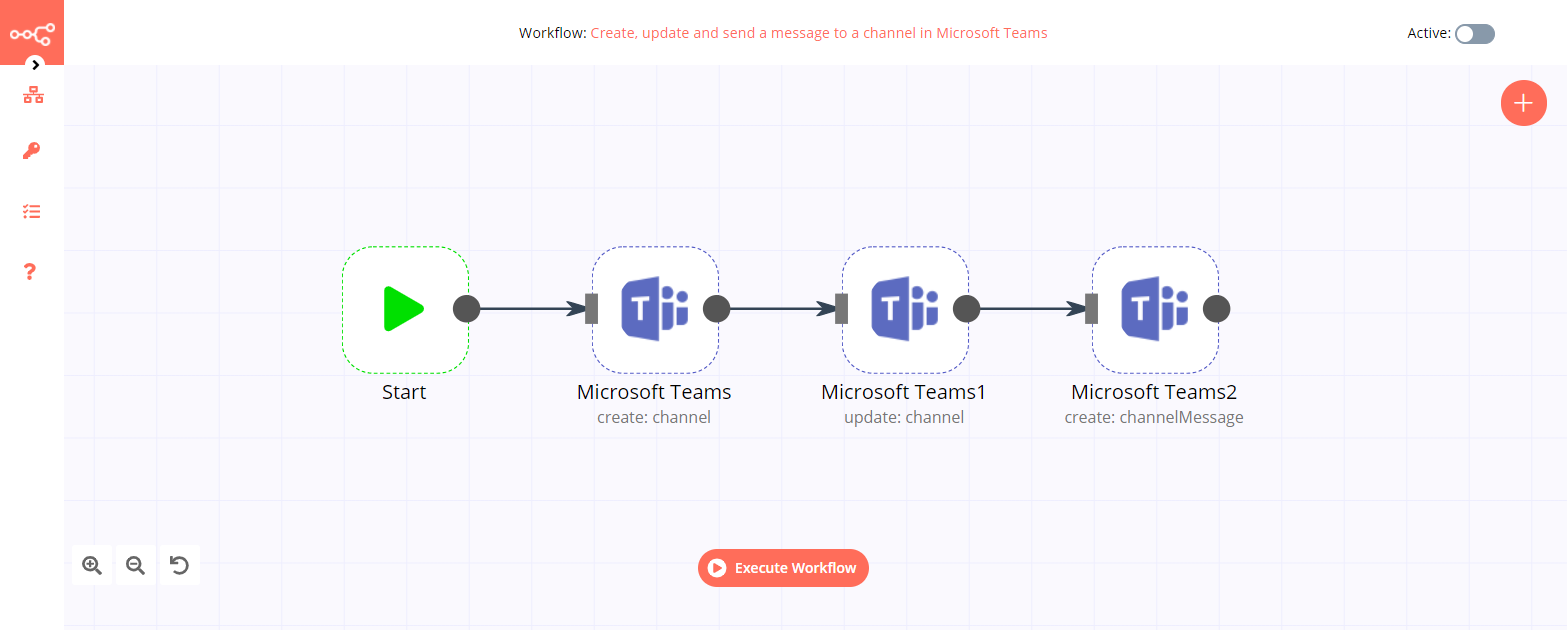 Workflow: Create, update and send a message to a channel in Microsoft Teams
Active:
T
T
T
Start
Microsoft Teams
create: channel
Microsoft Teams1
update: channel
Microsoft Teams2
create: channelMessage
Execute Workflow